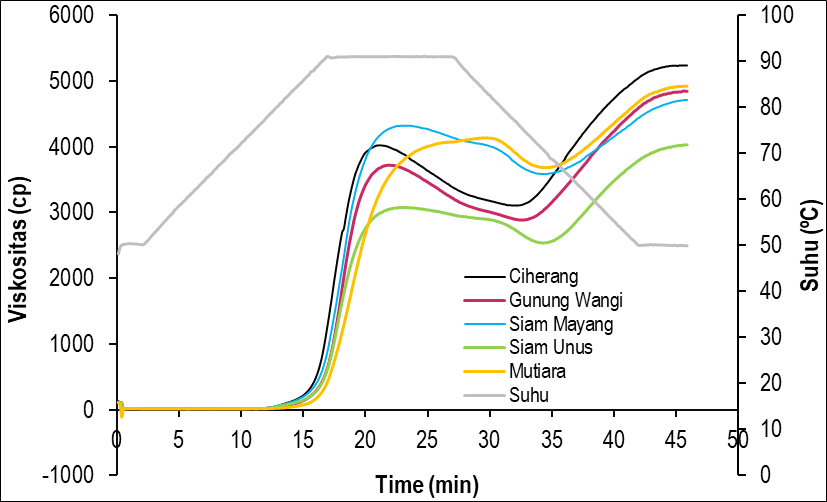 6000
5000
4000
3000
2000
1000
0
-1000
Viskositas (cp)
100
90
80
70
60
50
40
30
20
10
0
Suhu (ºC)
Ciherang
Gunung Wangi
Siam Mayang
Siam Unus
Mutiara
Suhu
0 5 10 15 20 25 30 35 40 45 50
Time (min)